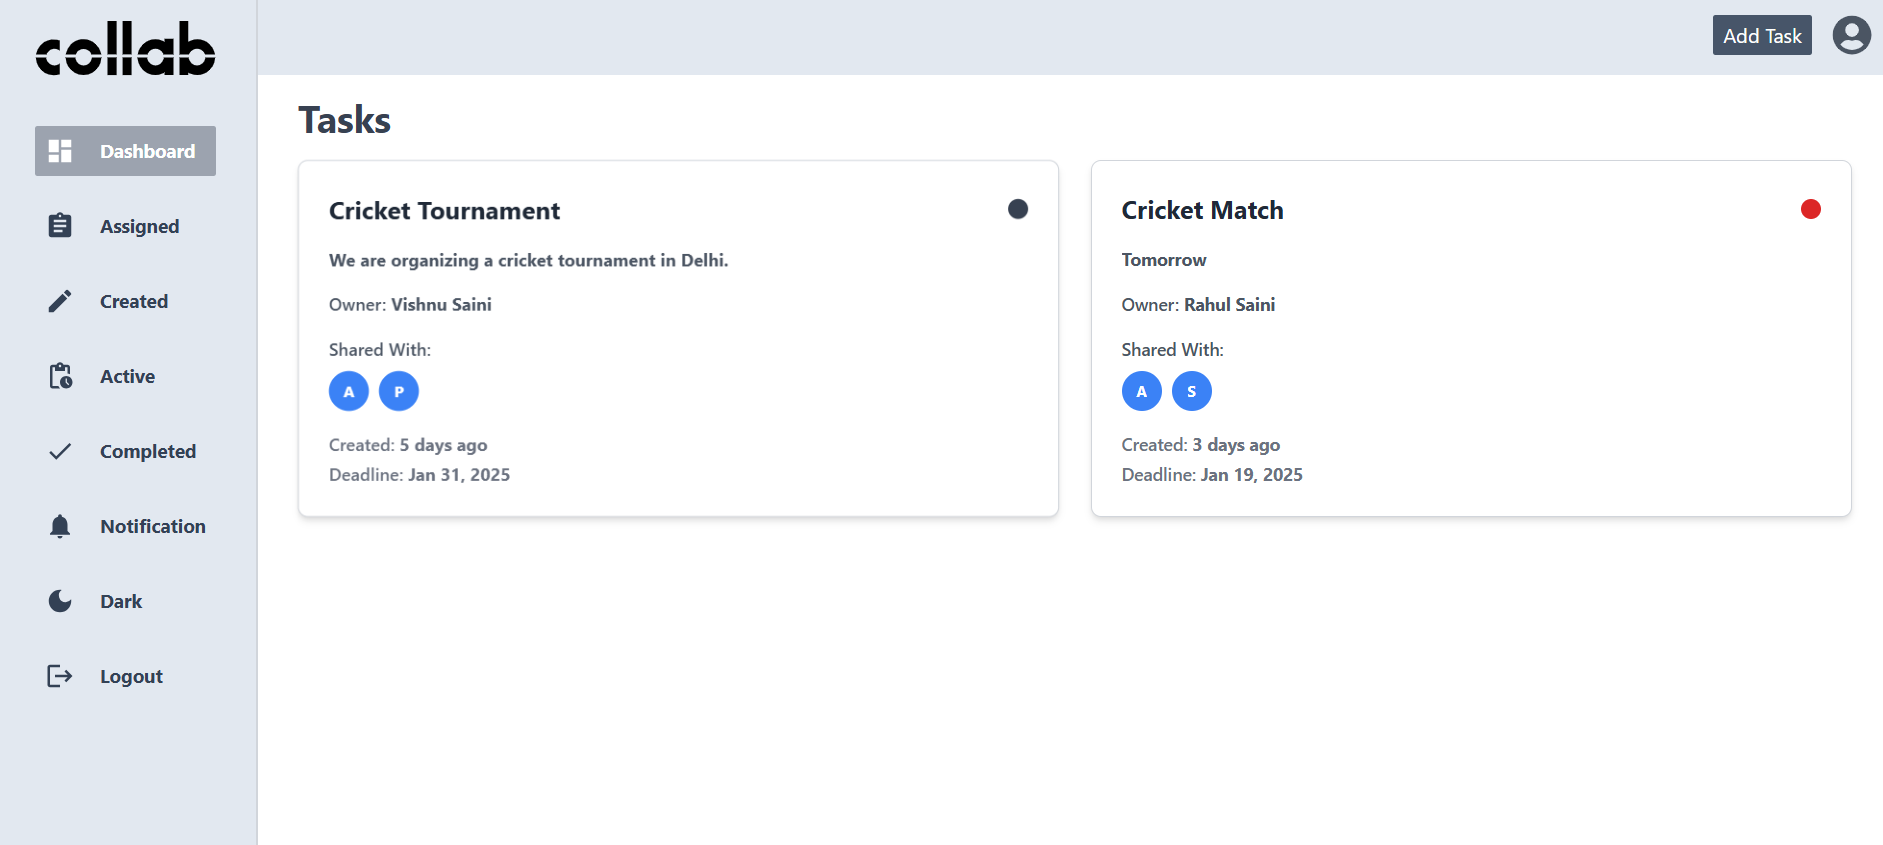 collab
Add Task
Dashboard
Assigned
Created
Active
Completed
Notification
Dark
Logout
Tasks
Cricket Tournament
We are organizing a cricket tournament in Delhi.
Owner: Vishnu Saini
Shared With:
A P
Created: 5 days ago
Deadline: Jan 31, 2025
Cricket Match
Tomorrow
Owner: Rahul Saini
Shared With:
A S
Created: 3 days ago
Deadline: Jan 19, 2025